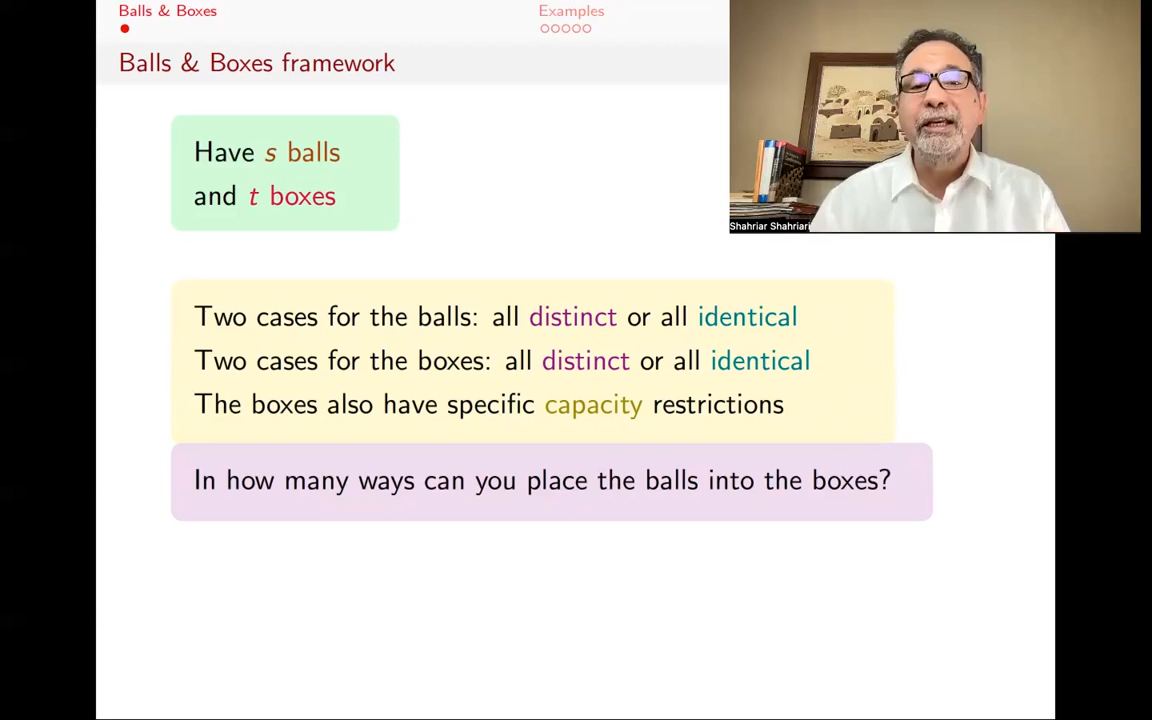 Balls & Boxes
Examples
Balls & Boxes framework
Have s balls
and t boxes
Two cases for the balls: all distinct or all identical
Two cases for the boxes: all distinct or all identical
The boxes also have specific capacity restrictions
In how many ways can you place the balls into the boxes?
Shahriar Shahriari